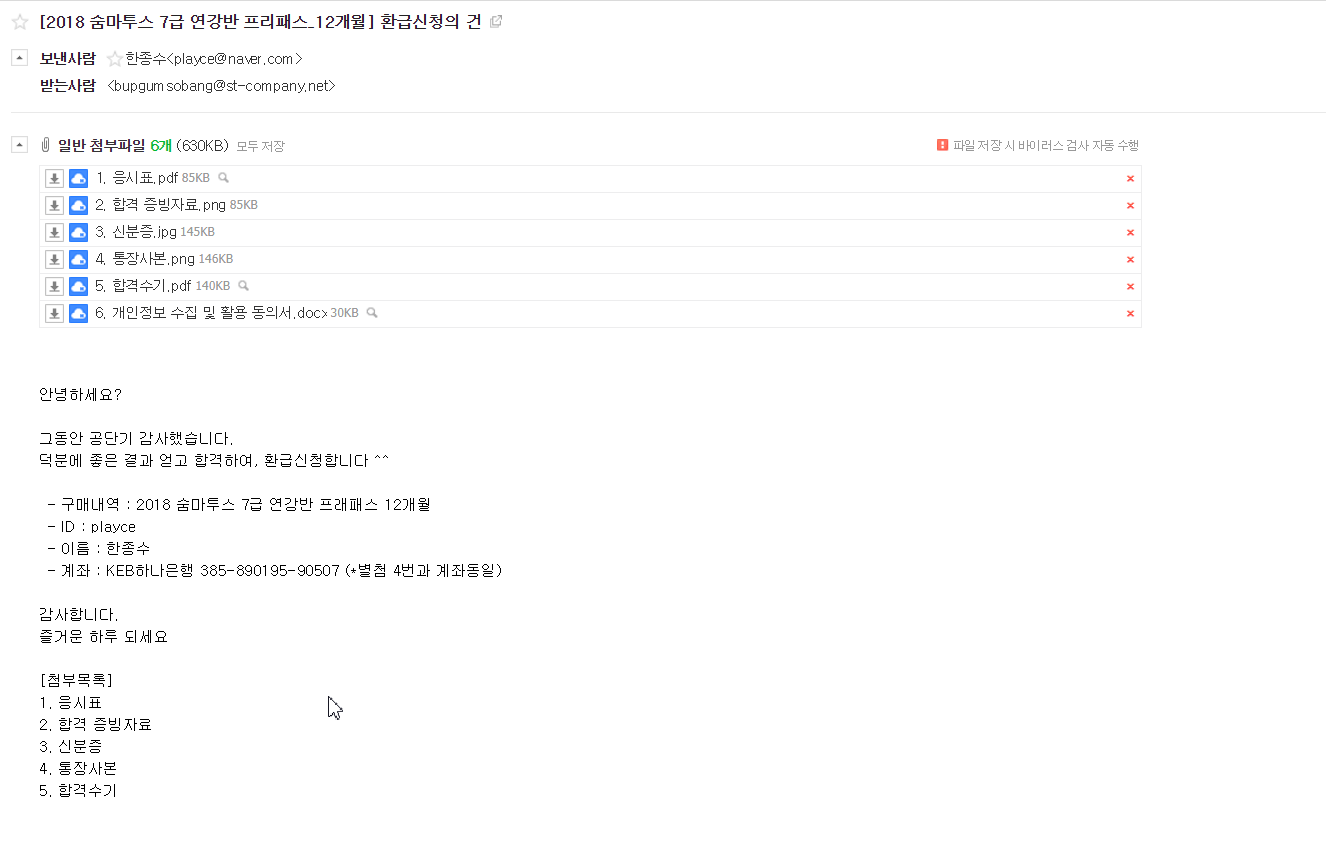 [2018 숨마투스 7급 연강반 프리패스_12개월] 환급신청의 건
보낸사람 한종수<playce@naver.com>
받는사람 <bupgumsobang@st-company.net>
일반 첨부파일 6개 (630KB) 모두 저장
파일 저장 시 바이러스 검사 자동 수행
1. 응시표.pdf 85KB
2. 합격 증빙자료.png 85KB
3. 신분증.jpg 145KB
4. 통장사본.png 146KB
5. 합격수기.pdf 140KB
6. 개인정보 수집 및 활용 동의서.docx 30KB
안녕하세요?
그동안 공단기 감사했습니다.
덕분에 좋은 결과 얻고 합격하여, 환급신청합니다 ^^
- 구매내역 : 2018 숨마투스 7급 연강반 프래패스 12개월
- ID : playce
- 이름 : 한종수
- 계좌 : KEB하나은행 385-890195-90507 (*별첨 4번과 계좌동일)
감사합니다.
즐거운 하루 되세요
[첨부목록]
1. 응시표
2. 합격 증빙자료
3. 신분증
4. 통장사본
5. 합격수기